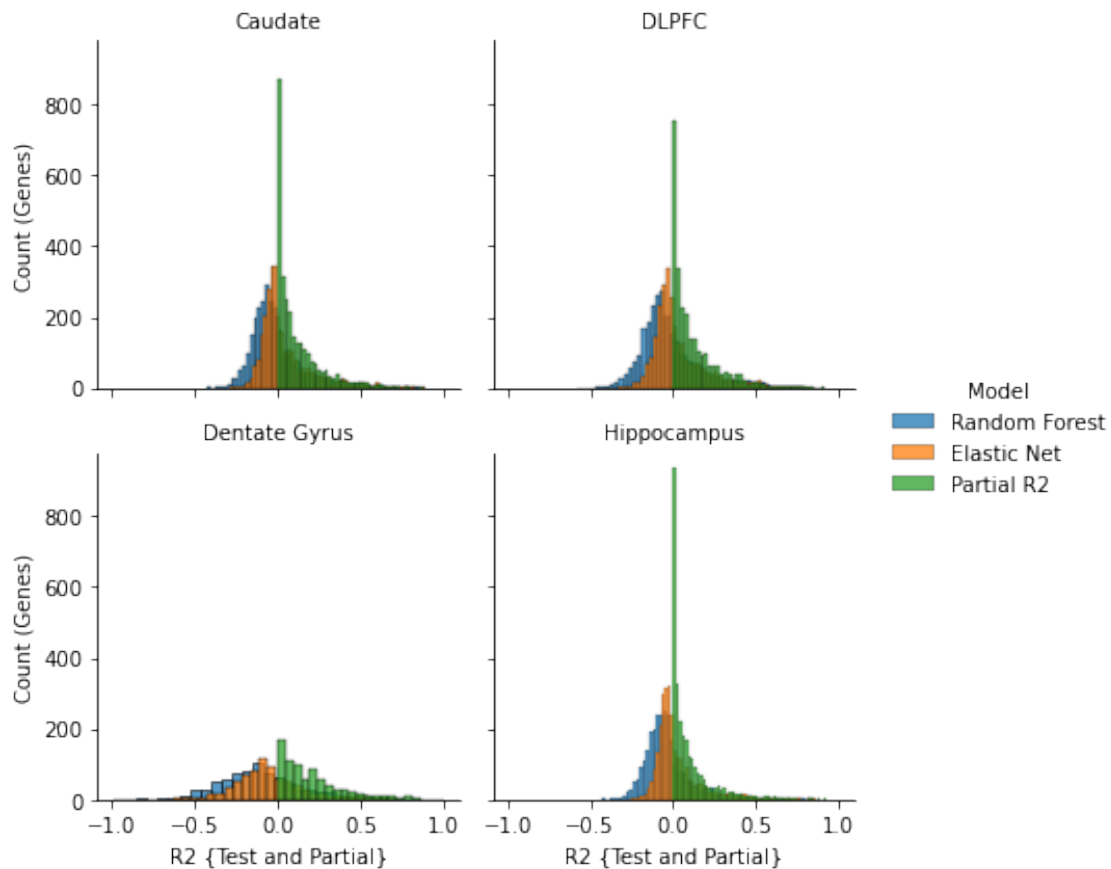 Caudate
DLPFC
800
600
400
200
0
Count (Genes)
Dentate Gyrus
Hippocampus
800
600
400
200
0
Count (Genes)
−1.0 −0.5 0.0 0.5 1.0
−1.0 −0.5 0.0 0.5 1.0
R2 {Test and Partial}
R2 {Test and Partial}
Model
Random Forest
Elastic Net
Partial R2